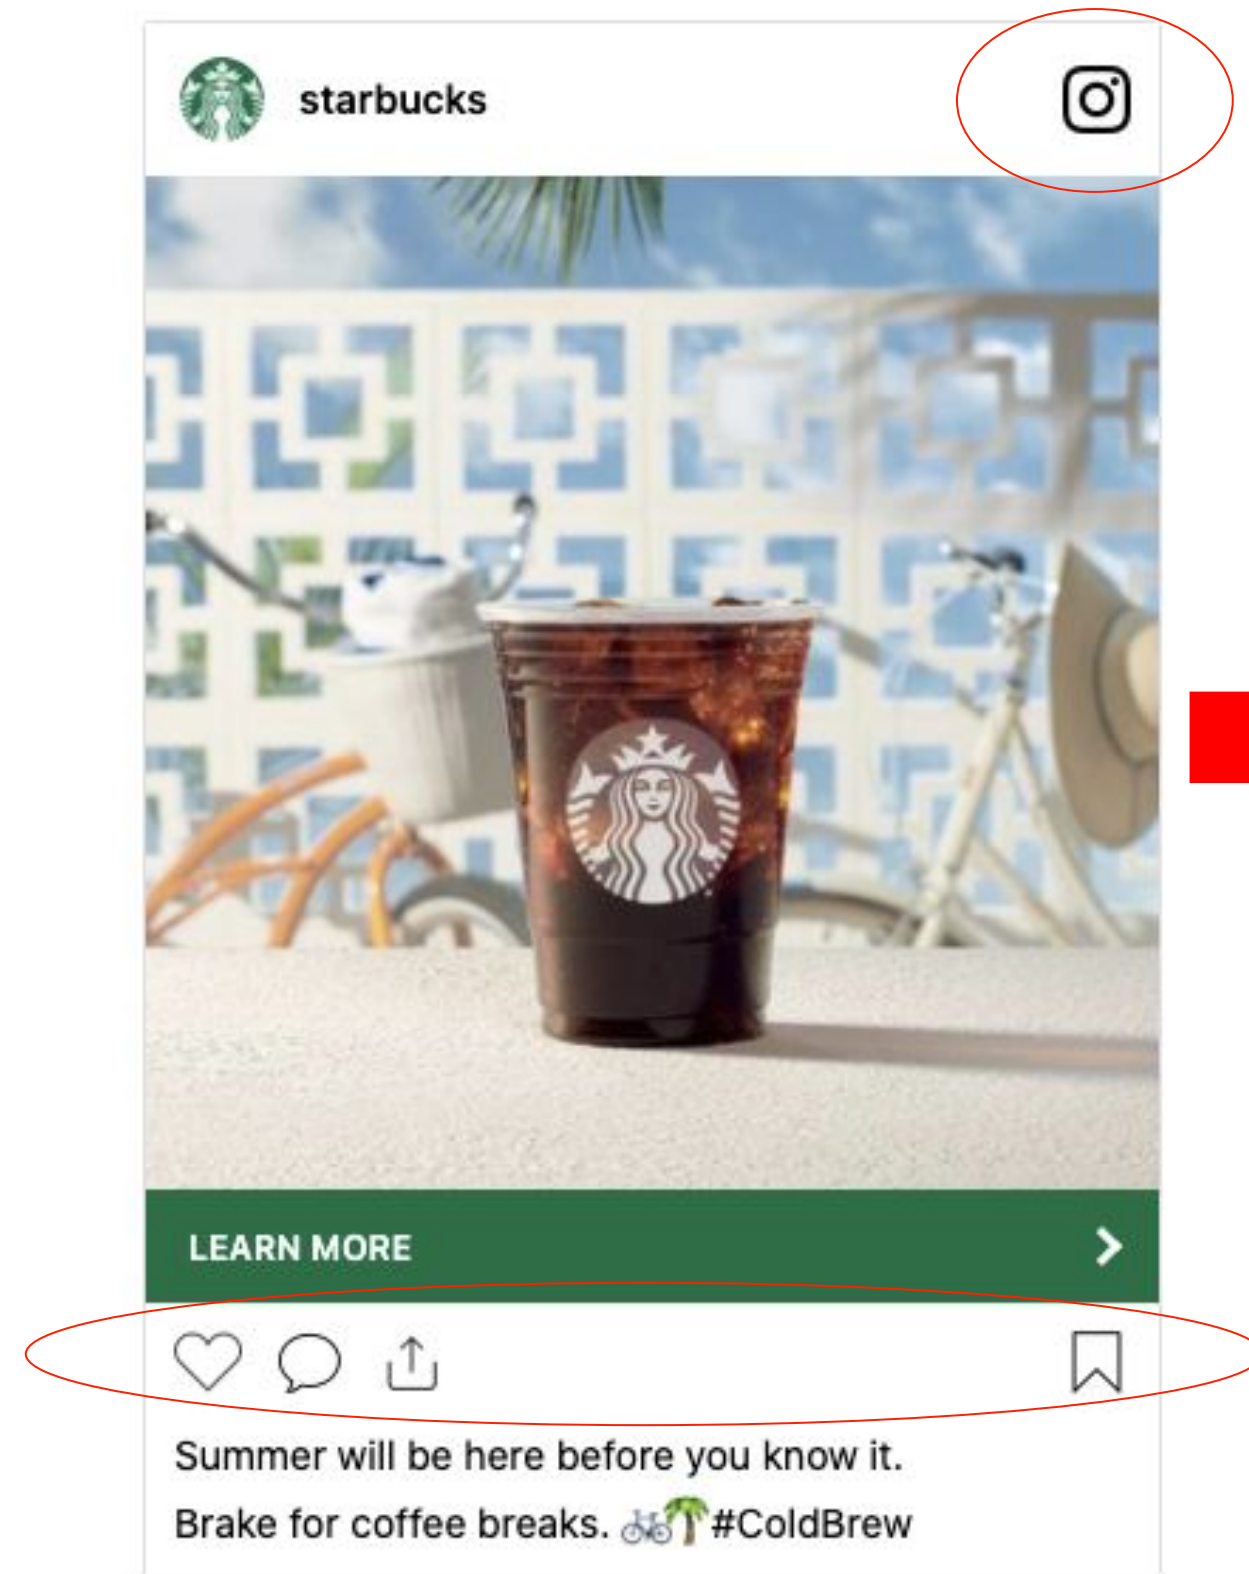 starbucks
LEARN MORE
Summer will be here before you know it.
Brake for coffee breaks. 🚲🌴#ColdBrew